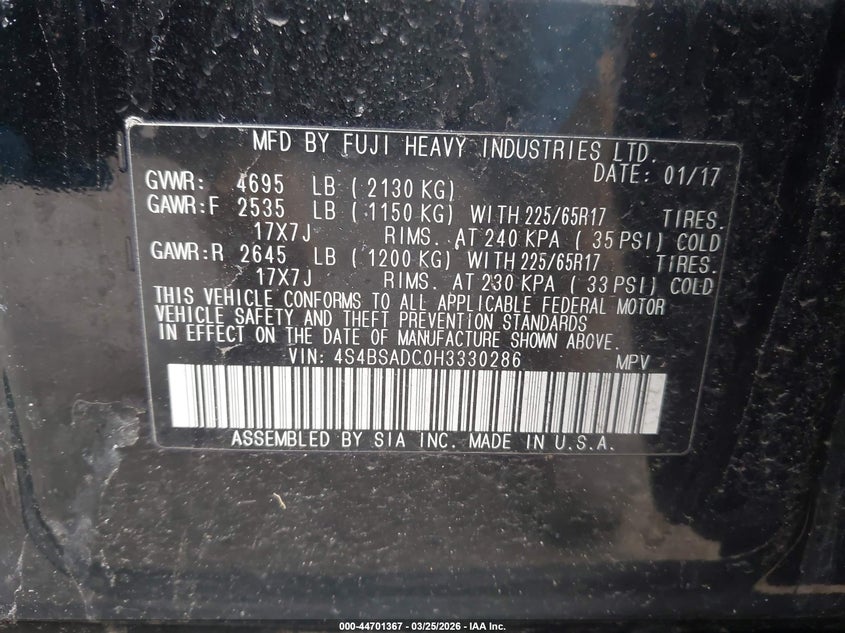 MFD BY FUJI HEAVY INDUSTRIES LTD.
DATE: 01/17
GVWR: 4695 LB ( 2130 KG)
GAWR:F 2535 LB ( 1150 KG) WITH 225/65R17 TIRES.
17X7J RIMS. AT 240 KPA ( 35 PSI) COLD
GAWR:R 2645 LB ( 1200 KG) WITH 225/65R17 TIRES.
17X7J RIMS. AT 230 KPA ( 33 PSI) COLD
THIS VEHICLE CONFORMS TO ALL APPLICABLE FEDERAL MOTOR
VEHICLE SAFETY AND THEFT PREVENTION STANDARDS
IN EFFECT ON THE DATE OF MANUFACTURE SHOWN ABOVE.
VIN: 4S4BSADC0H3330286 MPV
ASSEMBLED BY SIA INC. MADE IN U.S.A.
000-44701367 - 03/25/2026 - IAA Inc.